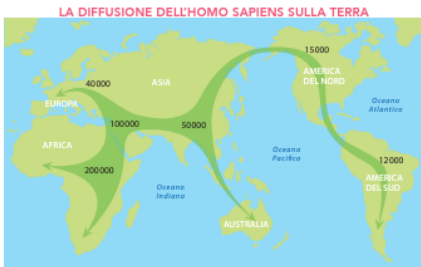 LA DIFFUSIONE DELL'HOMO SAPIENS SULLA TERRA
15000
40000
ASIA
AMERICA
DEL NORD
EUROPA
Oceano
Atlantico
100000
50000
AFRICA
Oceano
Pacifico
12000
200000
AMERICA
DEL SUD
Oceano
Indiano
AUSTRALIA